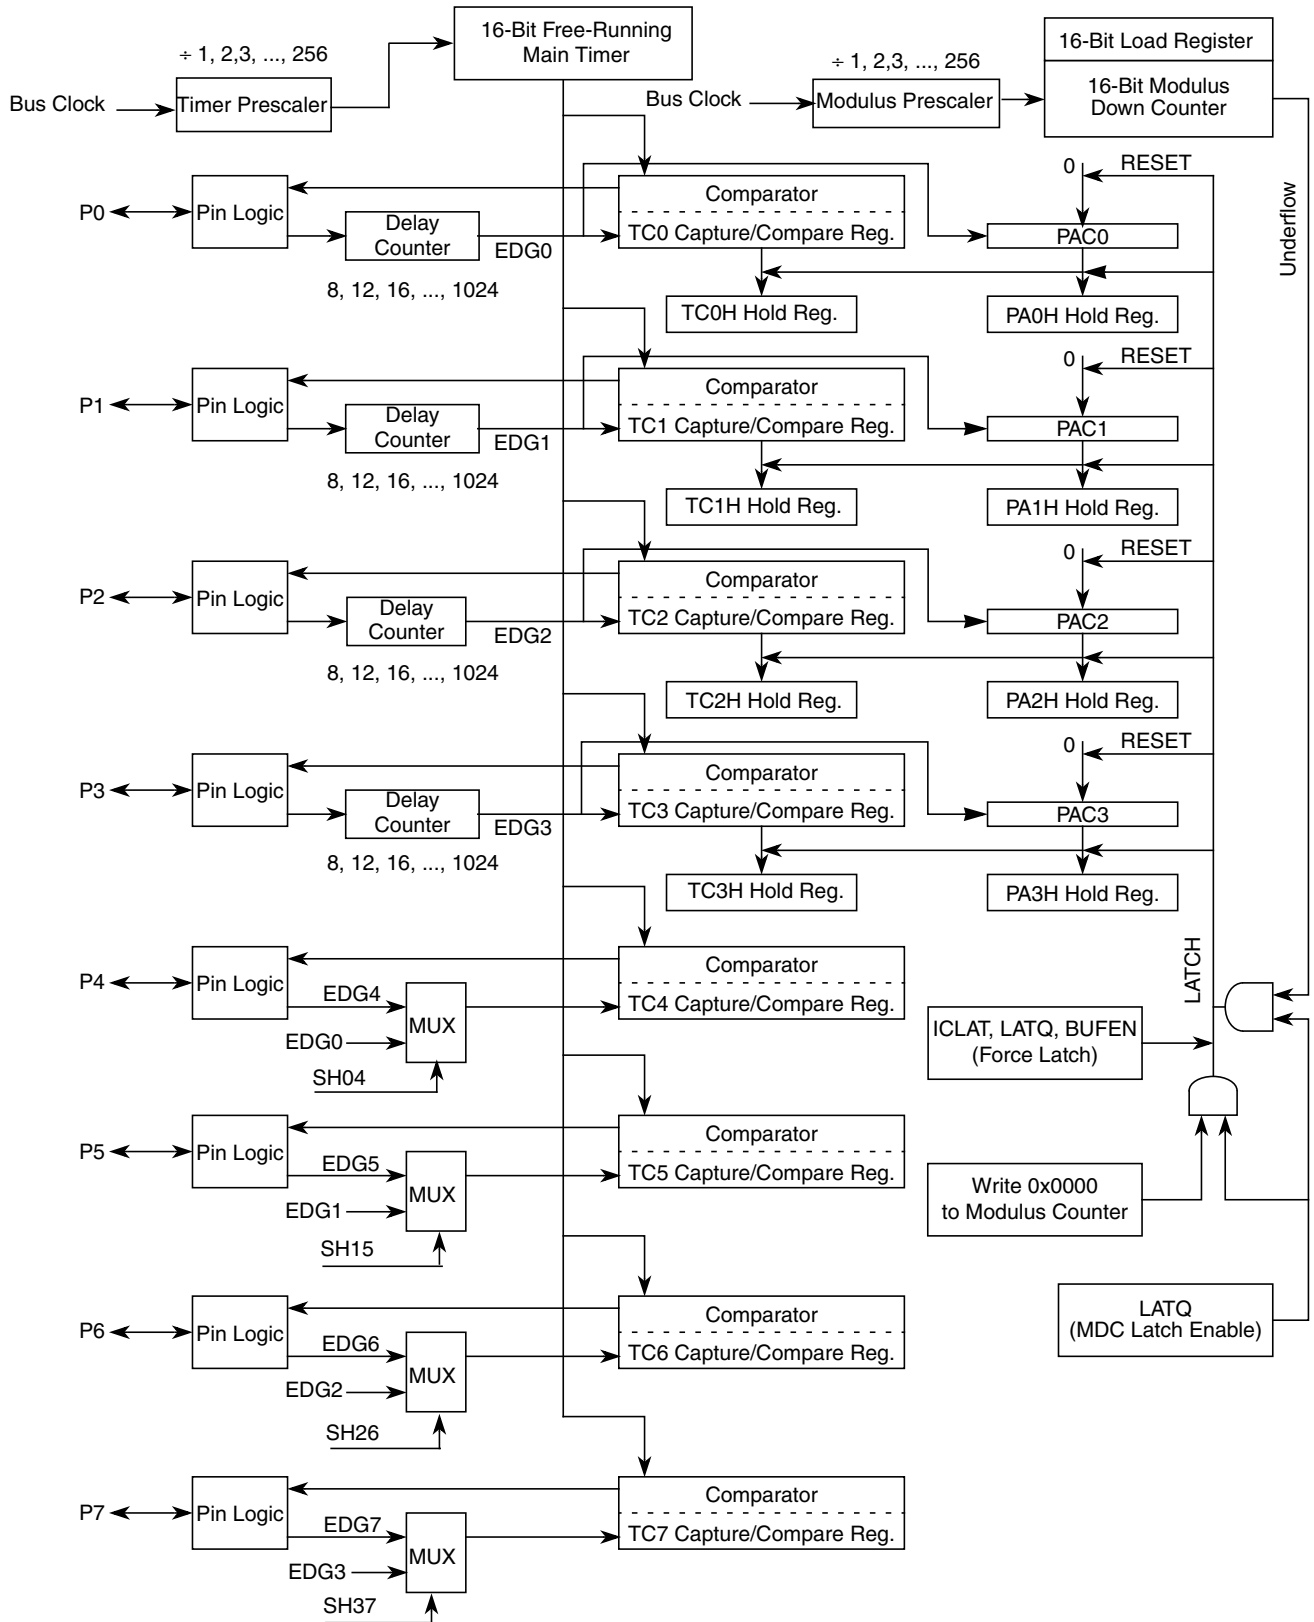 16-Bit Free-Running
Main Timer
÷ 1, 2,3, ..., 256
Bus Clock
Timer Prescaler
÷ 1, 2,3, ..., 256
Bus Clock
Modulus Prescaler
16-Bit Load Register
16-Bit Modulus
Down Counter
Underflow
P0
Pin Logic
Delay
Counter
8, 12, 16, ..., 1024
EDG0
Comparator
TC0 Capture/Compare Reg.
TC0H Hold Reg.
0
RESET
PAC0
PA0H Hold Reg.
P1
Pin Logic
Delay
Counter
8, 12, 16, ..., 1024
EDG1
Comparator
TC1 Capture/Compare Reg.
TC1H Hold Reg.
0
RESET
PAC1
PA1H Hold Reg.
P2
Pin Logic
Delay
Counter
8, 12, 16, ..., 1024
EDG2
Comparator
TC2 Capture/Compare Reg.
TC2H Hold Reg.
0
RESET
PAC2
PA2H Hold Reg.
P3
Pin Logic
Delay
Counter
8, 12, 16, ..., 1024
EDG3
Comparator
TC3 Capture/Compare Reg.
TC3H Hold Reg.
0
RESET
PAC3
PA3H Hold Reg.
P4
Pin Logic
EDG4
EDG0
MUX
SH04
Comparator
TC4 Capture/Compare Reg.
LATCH
ICLAT, LATQ, BUFEN
(Force Latch)
P5
Pin Logic
EDG5
EDG1
MUX
SH15
Comparator
TC5 Capture/Compare Reg.
Write 0x0000
to Modulus Counter
P6
Pin Logic
EDG6
EDG2
MUX
SH26
Comparator
TC6 Capture/Compare Reg.
LATQ
(MDC Latch Enable)
P7
Pin Logic
EDG7
EDG3
MUX
SH37
Comparator
TC7 Capture/Compare Reg.